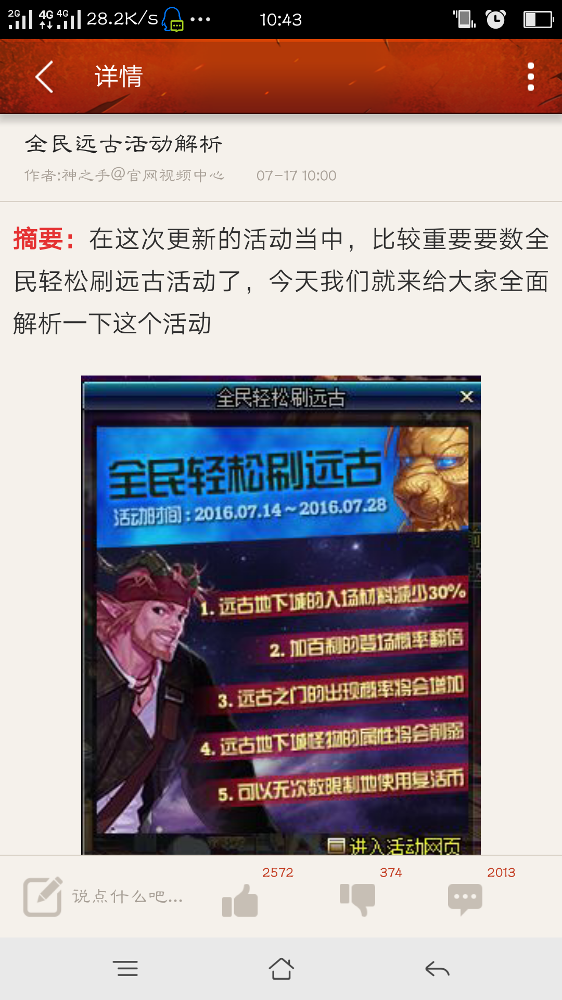 2G 4G 4G 28.2K/s 10:43
详情
全民远古活动解析
作者:神之手@官网视频中心 07-17 10:00
摘要：在这次更新的活动当中，比较重要要数全
民轻松刷远古活动了，今天我们就来给大家全面
解析一下这个活动
全民轻松刷远古
全民轻松刷远古
活动时间：2016.07.14～2016.07.28
1. 远古地下城的入场材料减少30%
2. 加百利的登场概率翻倍
3. 远古之门的出现概率将会增加
4. 远古地下城怪物的属性将会削弱
5. 可以无次数限制地使用复活币
进入活动网页
说点什么吧... 2572 374 2013